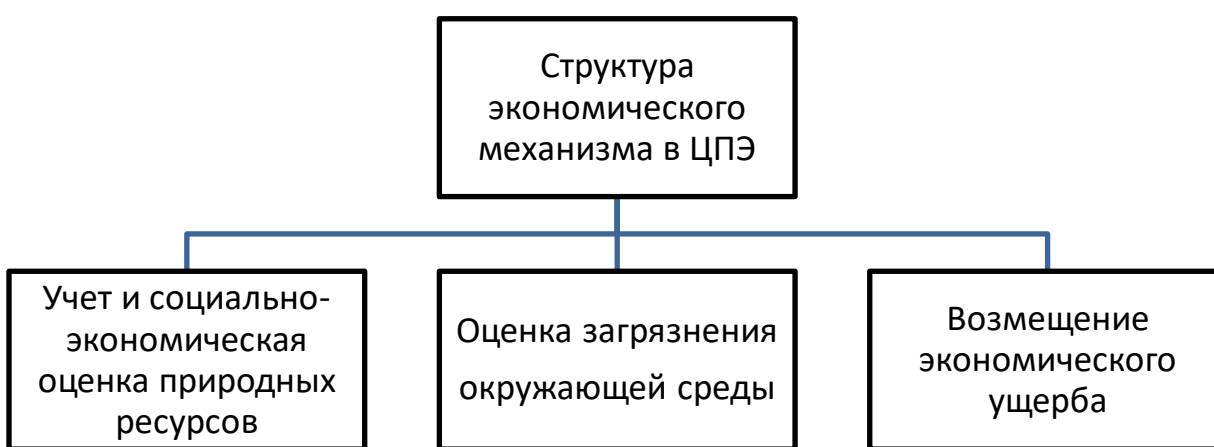 Структура
экономического
механизма в ЦПЭ
Учет и социально-
экономическая
оценка природных
ресурсов
Оценка загрязнения
окружающей среды
Возмещение
экономического
ущерба